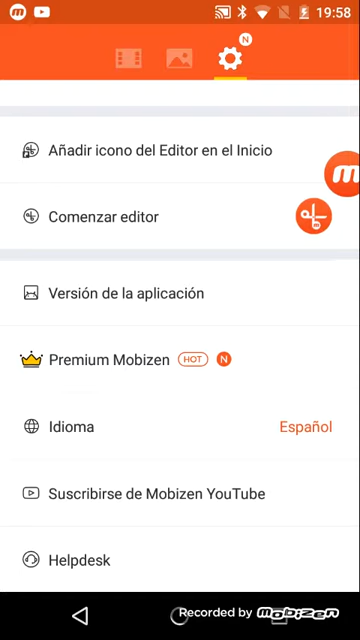 19:58
N
Añadir icono del Editor en el Inicio
m
Comenzar editor
Versión de la aplicación
Premium Mobizen HOT N
Idioma Español
Suscribirse de Mobizen YouTube
Helpdesk
Recorded by mobizen